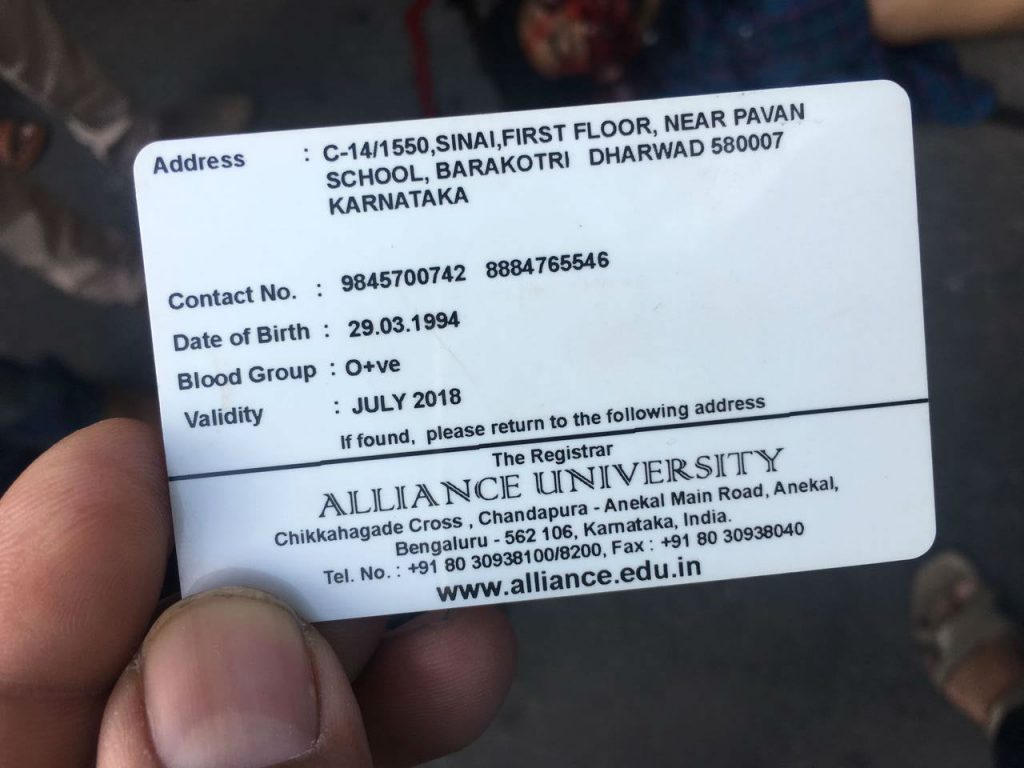 Address : C-14/1550,SINAI,FIRST FLOOR, NEAR PAVAN
SCHOOL, BARAKOTRI DHARWAD 580007
KARNATAKA
Contact No. : 9845700742 8884765546
Date of Birth : 29.03.1994
Blood Group : O+ve
Validity : JULY 2018
If found, please return to the following address
The Registrar
ALLIANCE UNIVERSITY
Chikkahagade Cross , Chandapura - Anekal Main Road, Anekal,
Bengaluru - 562 106, Karnataka, India.
Tel. No. : +91 80 30938100/8200, Fax : +91 80 30938040
www.alliance.edu.in